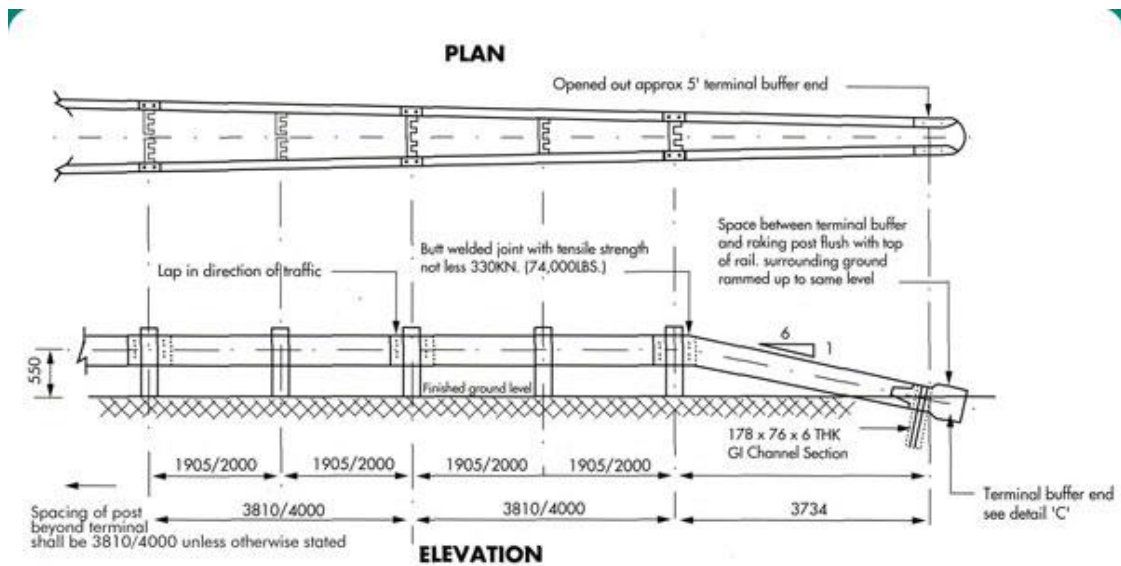 PLAN
Opened out approx 5' terminal buffer end
Space between terminal buffer
and raking post flush with top
of rail. surrounding ground
rammed up to same level
Butt welded joint with tensile strength
not less 330KN. (74,000LBS.)
Lap in direction of traffic
6
1
550
Finished ground level
178 x 76 x 6 THK
GI Channel Section
1905/2000
1905/2000
1905/2000
1905/2000
Spacing of post
beyond terminal
shall be 3810/4000 unless otherwise stated
3810/4000
3810/4000
3734
Terminal buffer end
see detail 'C'
ELEVATION